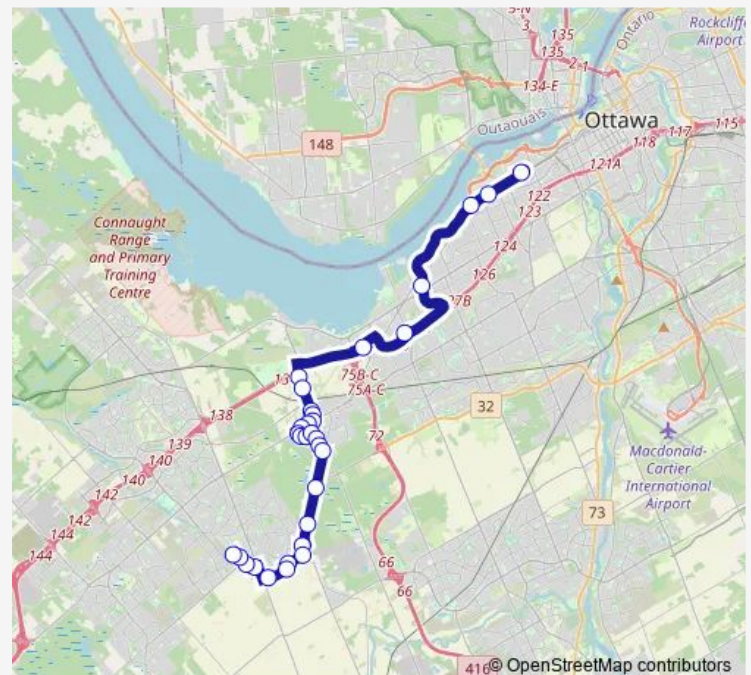 5-N
3
135
135
2-1
134-E
Ontario
Rockcliffe
Airport
148
Outaouais
Ottawa
117
115
118
121A
122
123
124
126
27B
Connaught
Range
and Primary
Training
Centre
13
75B-C
75A-C
138
139
140
140
142
142
144
144
32
72
Macdonald-
Cartier
International
Airport
73
66
66
416
© OpenStreetMap contributors